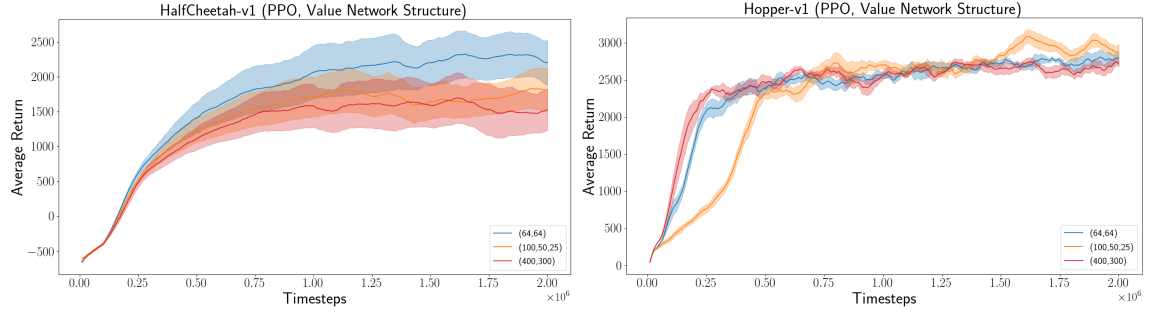 HalfCheetah-v1 (PPO, Value Network Structure)
Average Return
2500
2000
1500
1000
500
0
−500
(64,64)
(100,50,25)
(400,300)
0.00 0.25 0.50 0.75 1.00 1.25 1.50 1.75 2.00
×10⁶
Timesteps
Hopper-v1 (PPO, Value Network Structure)
Average Return
3000
2500
2000
1500
1000
500
0
(64,64)
(100,50,25)
(400,300)
0.00 0.25 0.50 0.75 1.00 1.25 1.50 1.75 2.00
×10⁶
Timesteps